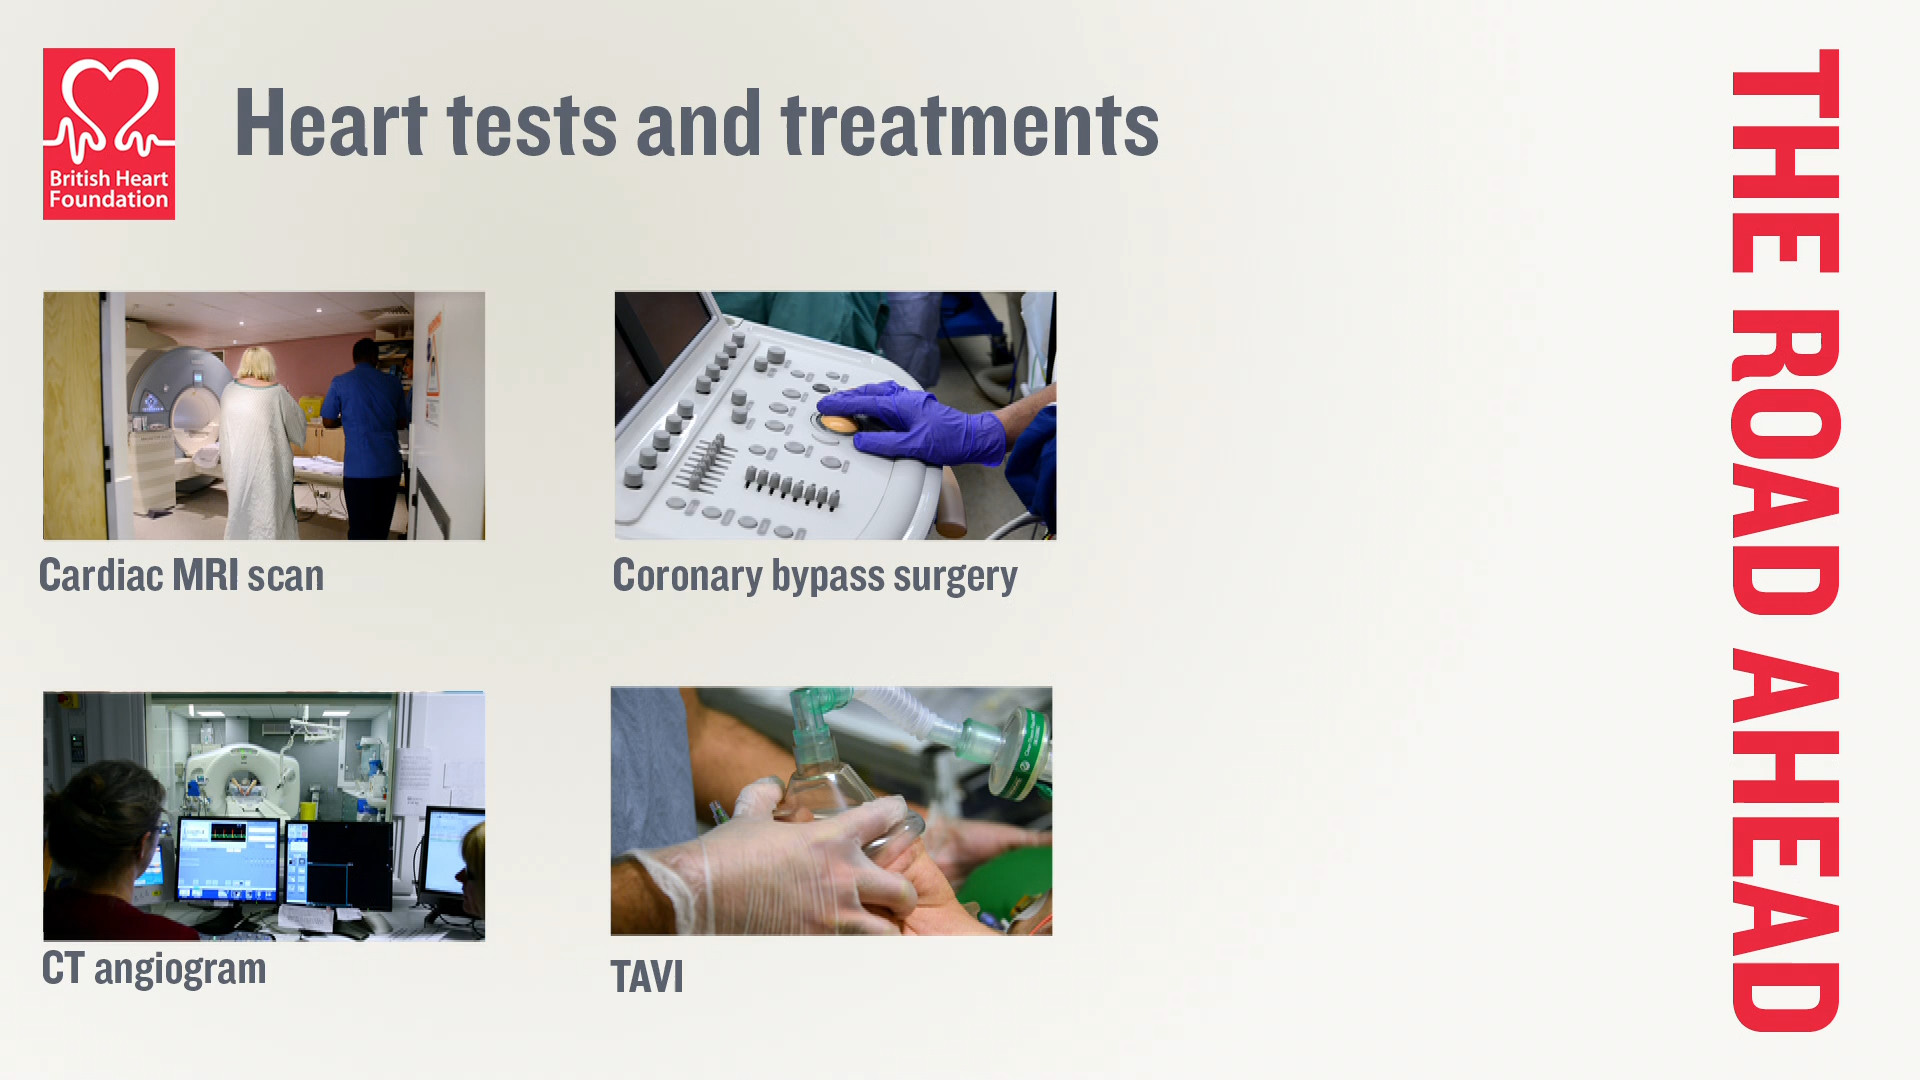 British Heart
Foundation
Heart tests and treatments
Cardiac MRI scan
Coronary bypass surgery
CT angiogram
TAVI
THE ROAD AHEAD